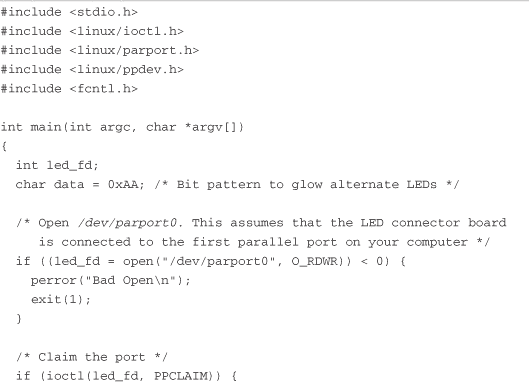 #include <stdio.h>
#include <linux/ioctl.h>
#include <linux/parport.h>
#include <linux/ppdev.h>
#include <fcntl.h>

int main(int argc, char *argv[])
{
  int led_fd;
  char data = 0xAA; /* Bit pattern to glow alternate LEDs */

  /* Open /dev/parport0. This assumes that the LED connector board
     is connected to the first parallel port on your computer */
  if ((led_fd = open("/dev/parport0", O_RDWR)) < 0) {
    perror("Bad Open\n");
    exit(1);
  }

  /* Claim the port */
  if (ioctl(led_fd, PPCLAIM)) {